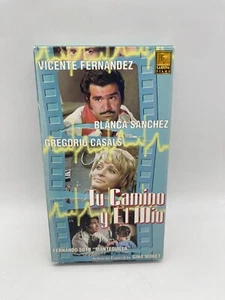 VICENTE FERNANDEZ
BLANCA SANCHEZ
GREGORIO CASALS
Tu Camino
y El Mio
FERNANDO SOTO "MANTEQUILLA"